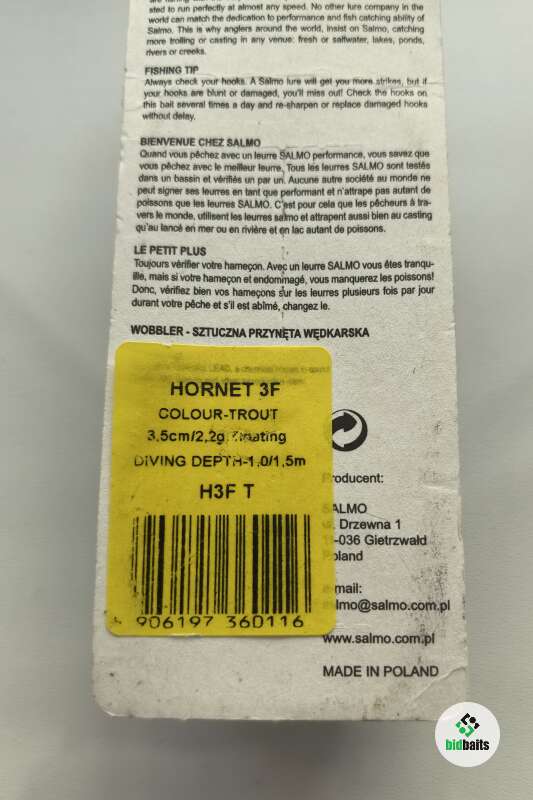 sted to run perfectly at almost any speed. No other lure company in the
world can match the dedication to performance and fish catching ability of
Salmo. This is why anglers around the world, insist on Salmo, catching
more trolling or casting in any venue: fresh or saltwater, lakes, ponds,
rivers or creeks.
FISHING TIP
Always check your hooks. A Salmo lure will get you more strikes, but if
your hooks are blunt or damaged, you'll miss out! Check the hooks on
this bait several times a day and re-sharpen or replace damaged hooks
without delay.
BIENVENUE CHEZ SALMO
Quand vous pêchez avec un leurre SALMO performance, vous savez que
vous pêchez avec le meilleur leurre. Tous les leurres SALMO sont testés
dans un bassin et vérifiés un par un. Aucune autre société au monde ne
peut signer ses leurres en tant que performant et n'attrape pas autant de
poissons que les leurres SALMO. C'est pour cela que les pêcheurs à tra-
vers le monde, utilisent les leurres salmo et attrapent aussi bien au casting
qu'au lancé en mer ou en rivière et en lac autant de poissons.
LE PETIT PLUS
Toujours vérifier votre hameçon. Avec un leurre SALMO vous êtes tranqu-
ille, mais si votre hameçon et endommagé, vous manquerez les poissons!
Donc, vérifiez bien vos hameçons sur les leurres plusieurs fois par jour
durant votre pêche et s'il est abîmé, changez le.
WOBBLER - SZTUCZNA PRZYNĘTA WĘDKARSKA
HORNET 3F
COLOUR-TROUT
3,5cm/2,2g, floating
DIVING DEPTH-1,0/1,5m
H3F T
906197 360116
Producent:
SALMO
Drzewna 1
-036 Gietrzwałd
Poland
mail:
salmo@salmo.com.pl
www.salmo.com.pl
MADE IN POLAND
bidbaits